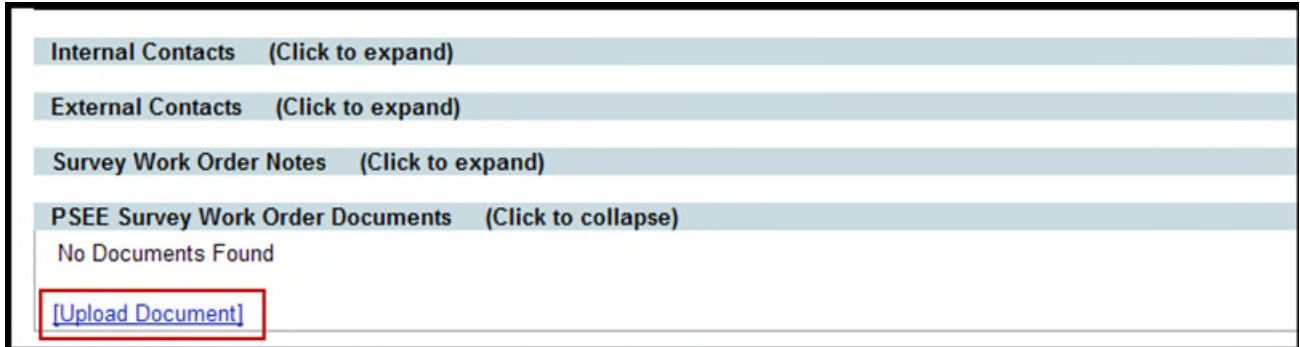 Internal Contacts (Click to expand)
External Contacts (Click to expand)
Survey Work Order Notes (Click to expand)
PSEE Survey Work Order Documents (Click to collapse)
No Documents Found
[Upload Document]